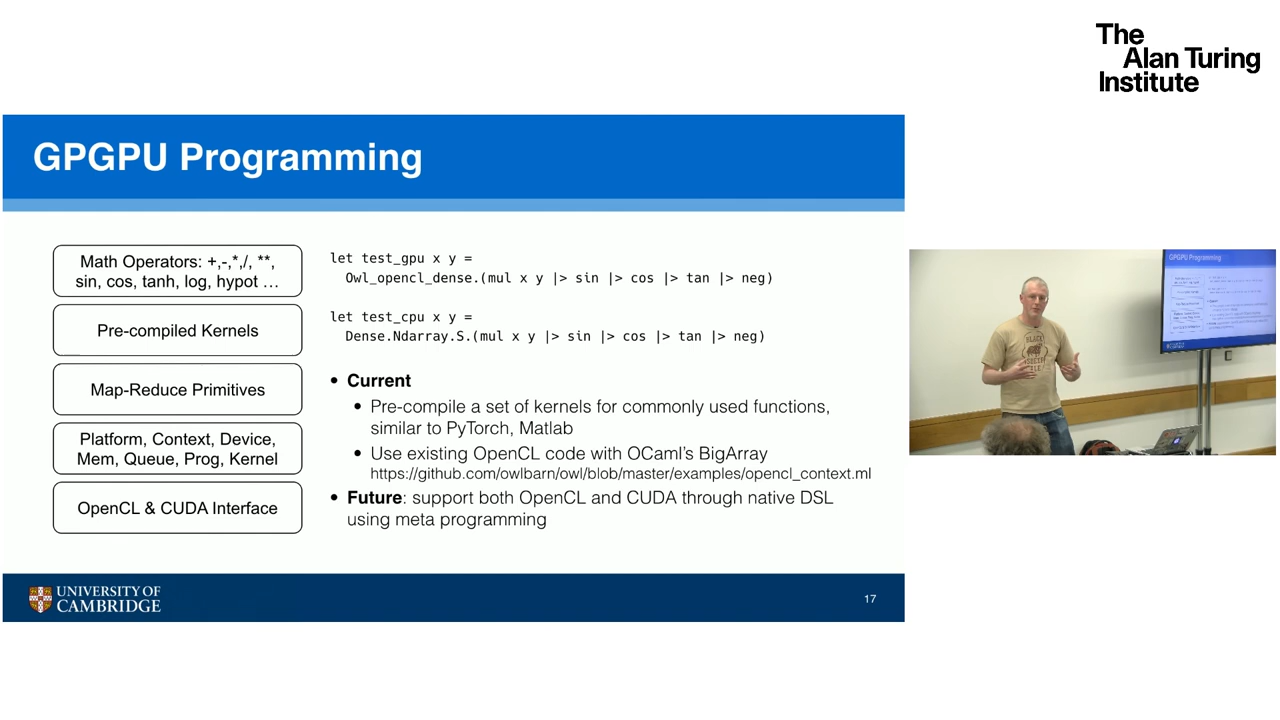 The
Alan Turing
Institute
GPGPU Programming
Math Operators: +,-,*,/, **,
sin, cos, tanh, log, hypot …
Pre-compiled Kernels
Map-Reduce Primitives
Platform, Context, Device,
Mem, Queue, Prog, Kernel
OpenCL & CUDA Interface
let test_gpu x y =
Owl_opencl_dense.(mul x y |> sin |> cos |> tan |> neg)
let test_cpu x y =
Dense.Ndarray.S.(mul x y |> sin |> cos |> tan |> neg)
• Current
• Pre-compile a set of kernels for commonly used functions,
similar to PyTorch, Matlab
• Use existing OpenCL code with OCaml's BigArray
https://github.com/owlbarn/owl/blob/master/examples/opencl_context.ml
• Future: support both OpenCL and CUDA through native DSL
using meta programming
UNIVERSITY OF
CAMBRIDGE
17
GPGPU Programming
BLACK